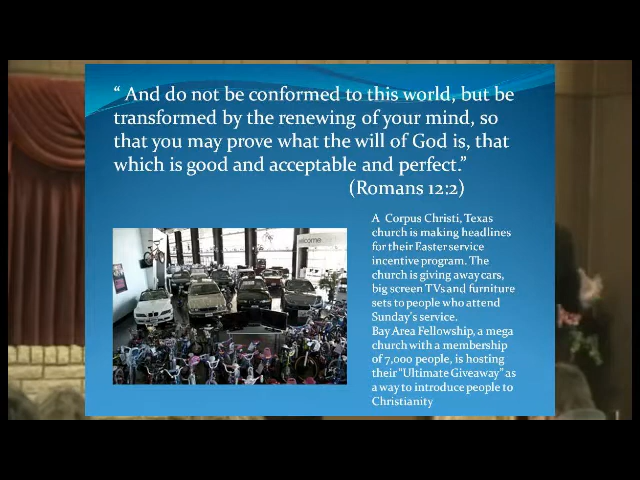 “ And do not be conformed to this world, but be
transformed by the renewing of your mind, so
that you may prove what the will of God is, that
which is good and acceptable and perfect.”
(Romans 12:2)
A Corpus Christi, Texas
church is making headlines
for their Easter service
incentive program. The
church is giving away cars,
big screen TVs and furniture
sets to people who attend
Sunday’s service.
Bay Area Fellowship, a mega
church with a membership
of 7,000 people, is hosting
their “Ultimate Giveaway” as
a way to introduce people to
Christianity